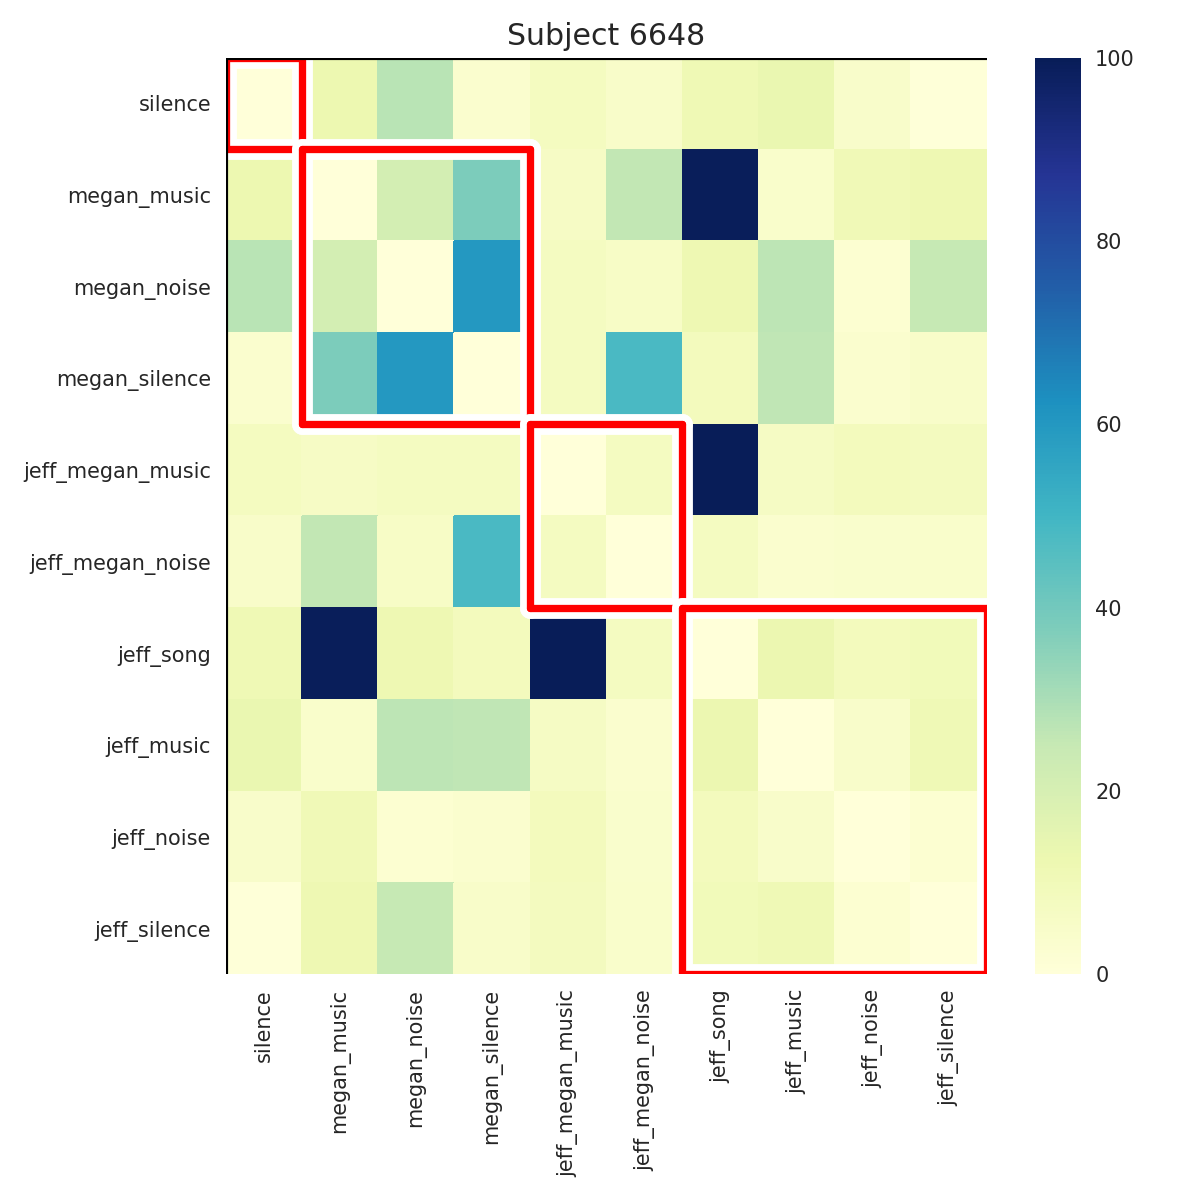 Subject 6648
silence
megan_music
megan_noise
megan_silence
jeff_megan_music
jeff_megan_noise
jeff_song
jeff_music
jeff_noise
jeff_silence
silence
megan_music
megan_noise
megan_silence
jeff_megan_music
jeff_megan_noise
jeff_song
jeff_music
jeff_noise
jeff_silence
100
80
60
40
20
0